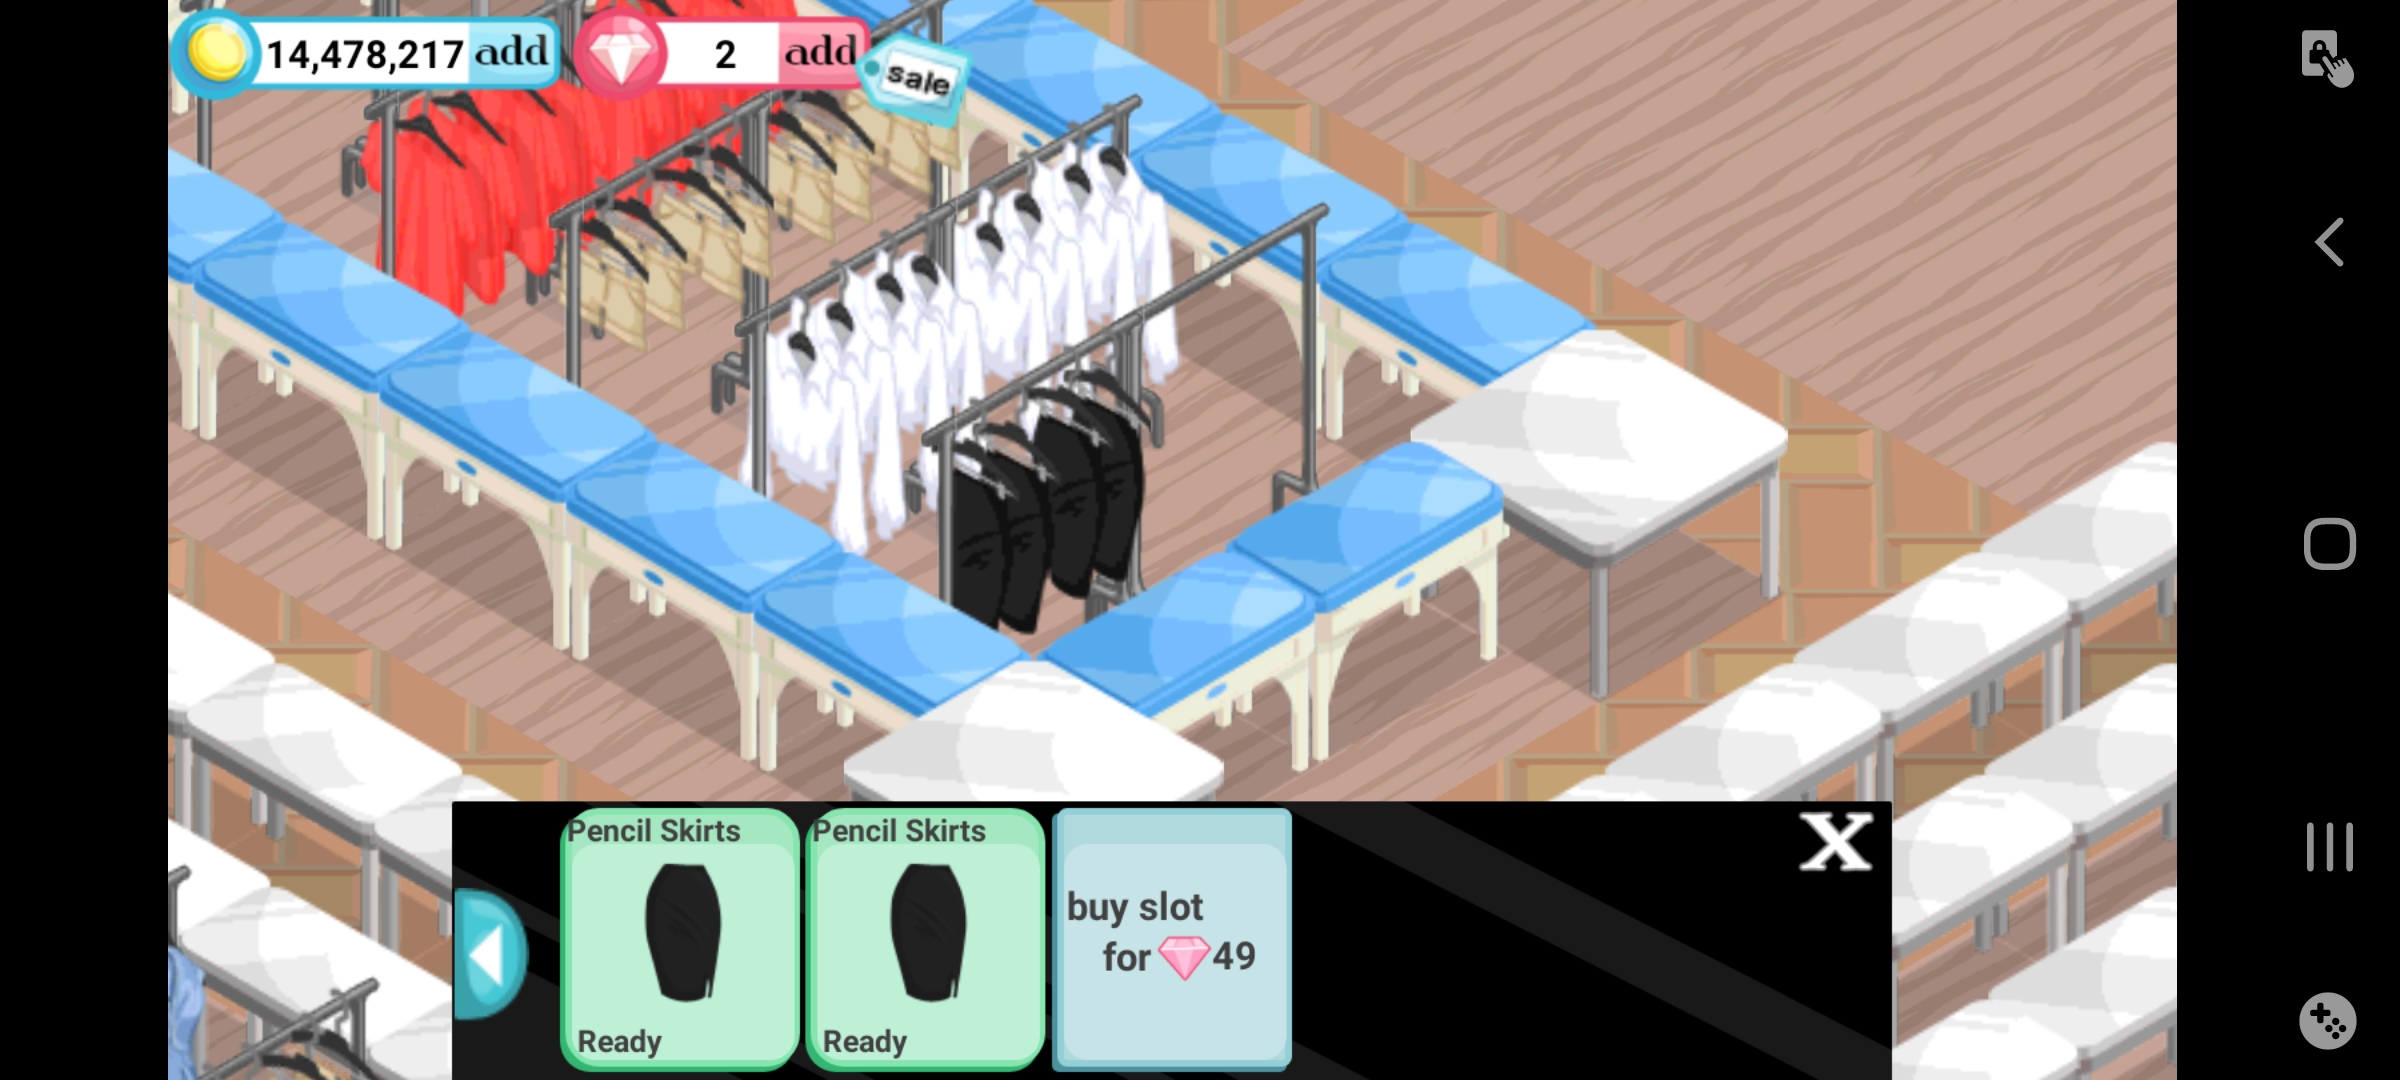 14,478,217 add
2 add
sale
Pencil Skirts
Ready
Pencil Skirts
Ready
buy slot
for 49
X